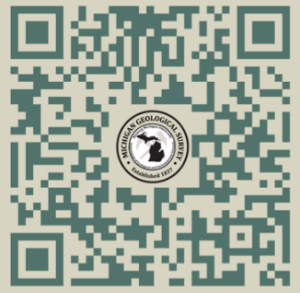 MICHIGAN GEOLOGICAL SURVEY
Established 1837